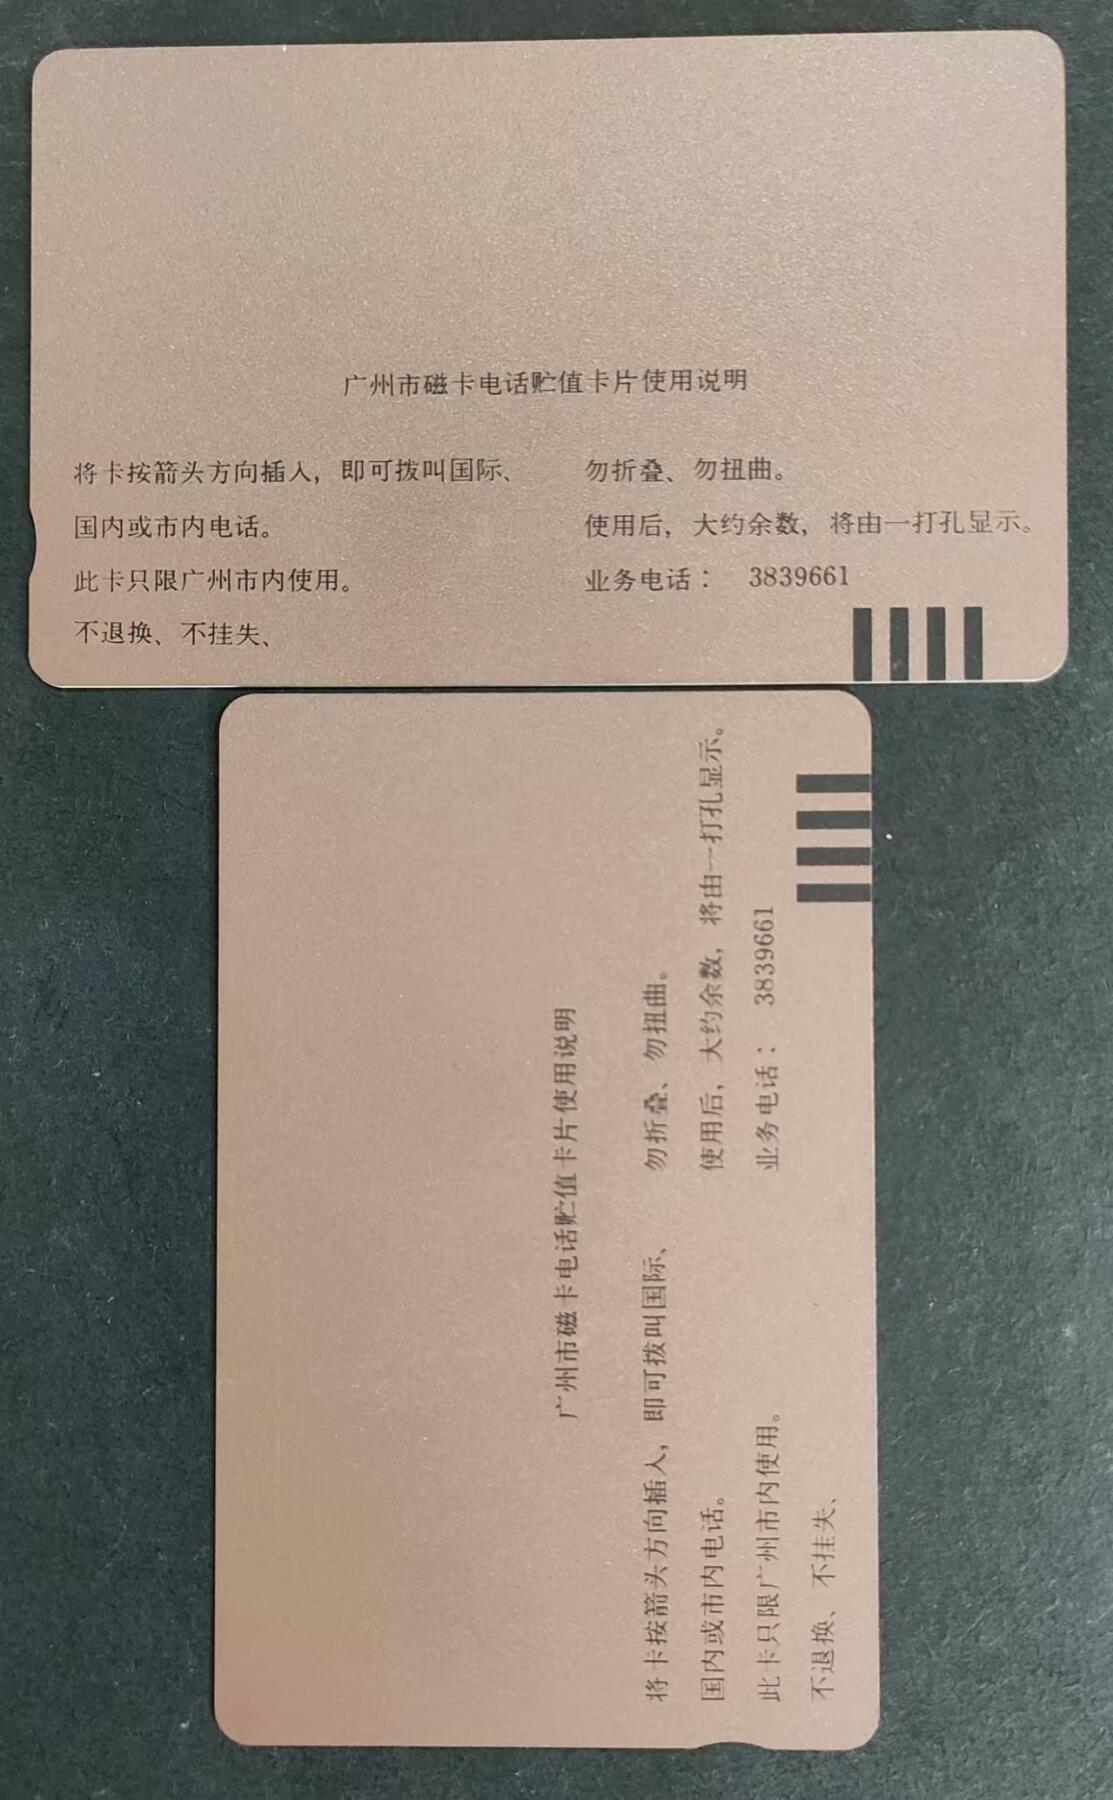 广州市磁卡电话贮值卡片使用说明
将卡按箭头方向插入，即可拨叫国际、
国内或市内电话。
此卡只限广州市内使用。
不退换、不挂失、
勿折叠、勿扭曲。
使用后，大约余数，将由一打孔显示。
业务电话： 3839661
广州市磁卡电话贮值卡片使用说明
将卡按箭头方向插入，即可拨叫国际、
国内或市内电话。
此卡只限广州市内使用。
不退换、不挂失、
勿折叠、勿扭曲。
使用后，大约余数，将由一打孔显示。
业务电话： 3839661